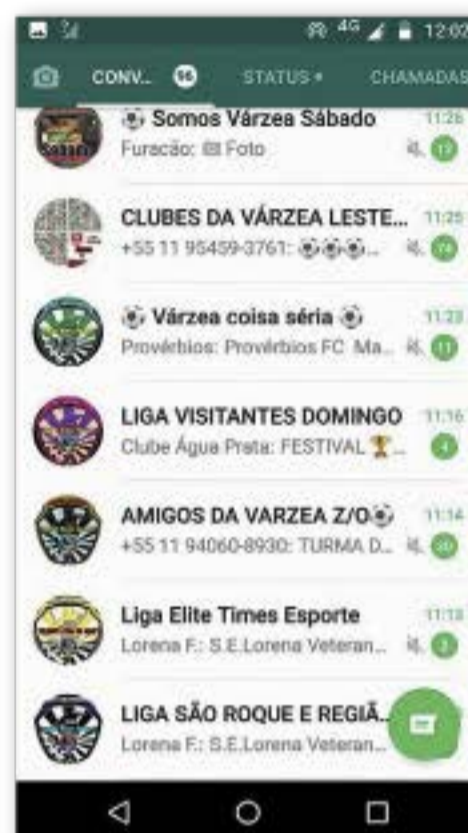 4G 12:02
CONV... 96 STATUS CHAMADAS
⚽ Somos Várzea Sábado 11:26
Furacão: 📷 Foto
CLUBES DA VÁRZEA LESTE... 11:25
+55 11 95459-3761: ⚽⚽⚽...
⚽ Várzea coisa séria ⚽ 11:23
Provérbios: Provérbios FC Ma... 11
LIGA VISITANTES DOMINGO 11:16
Clube Água Preta: FESTIVAL 🏆... 4
AMIGOS DA VARZEA Z/O⚽ 11:14
+55 11 94060-8930: TURMA D...
Liga Elite Times Esporte 11:13
Lorena F.: S.E.Lorena Veteran...
LIGA SÃO ROQUE E REGIÃ...
Lorena F.: S.E.Lorena Veteran...